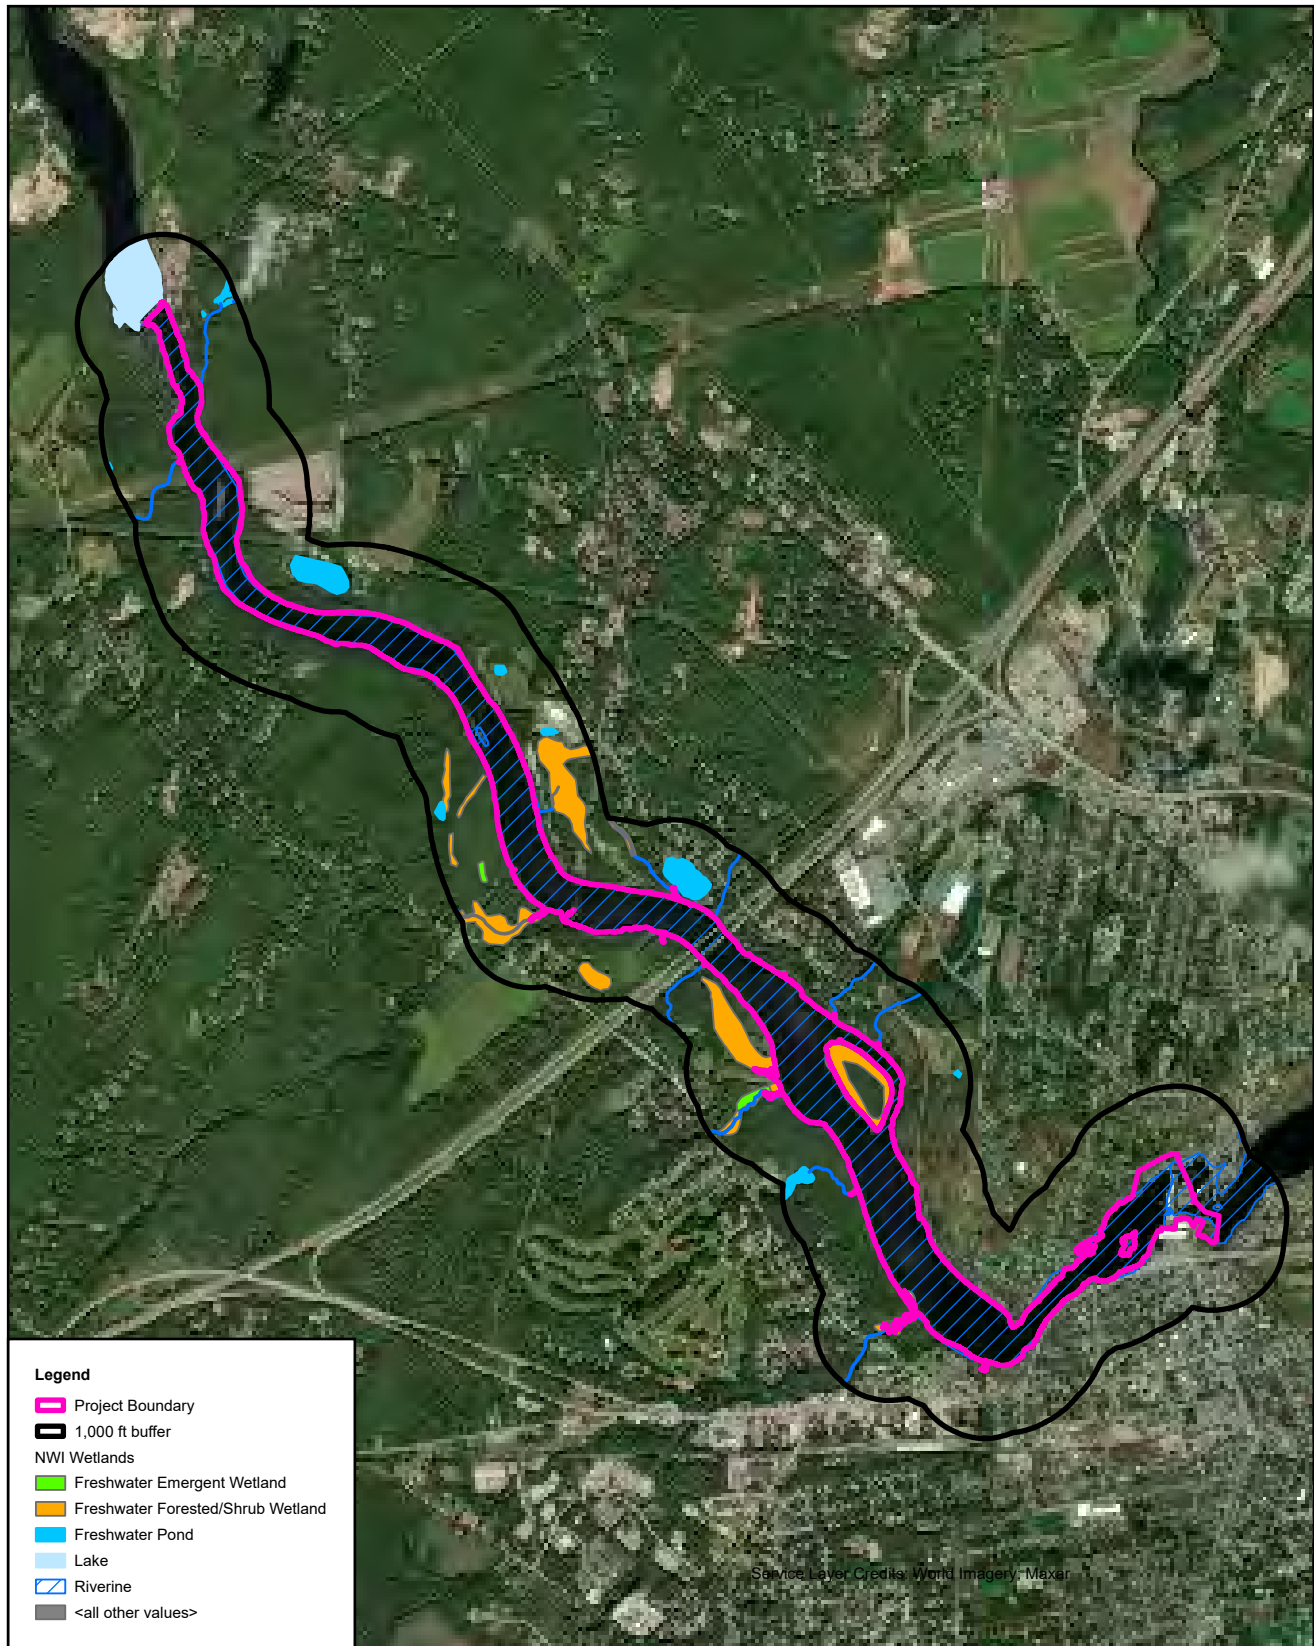 Legend
Project Boundary
1,000 ft buffer
NWI Wetlands
Freshwater Emergent Wetland
Freshwater Forested/Shrub Wetland
Freshwater Pond
Lake
Riverine
<all other values>
Service Layer Credits: World Imagery: Maxar